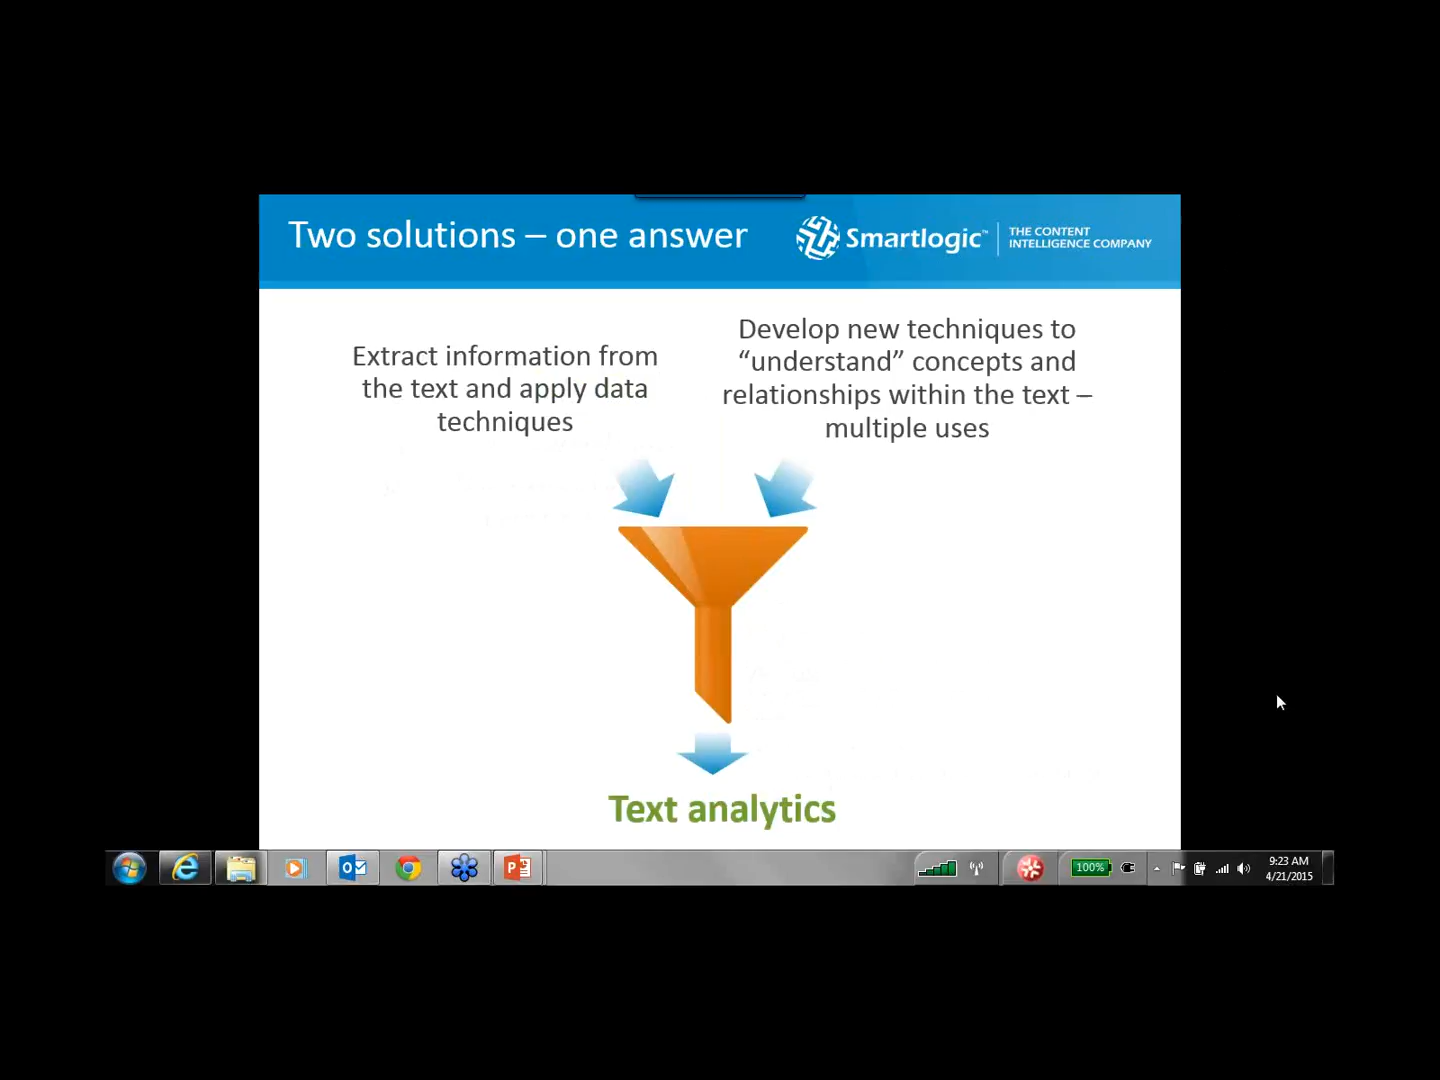 Two solutions – one answer
Smartlogic™
THE CONTENT
INTELLIGENCE COMPANY
Extract information from
the text and apply data
techniques
Develop new techniques to
“understand” concepts and
relationships within the text –
multiple uses
Text analytics
100%
9:23 AM
4/21/2015